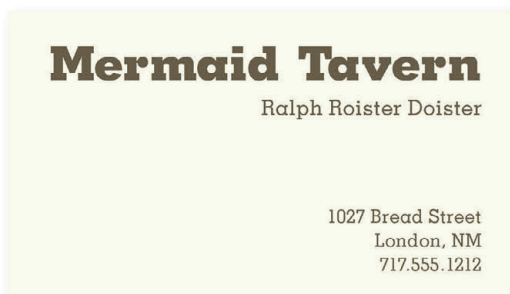 Mermaid Tavern
Ralph Roister Doister
1027 Bread Street
London, NM
717.555.1212